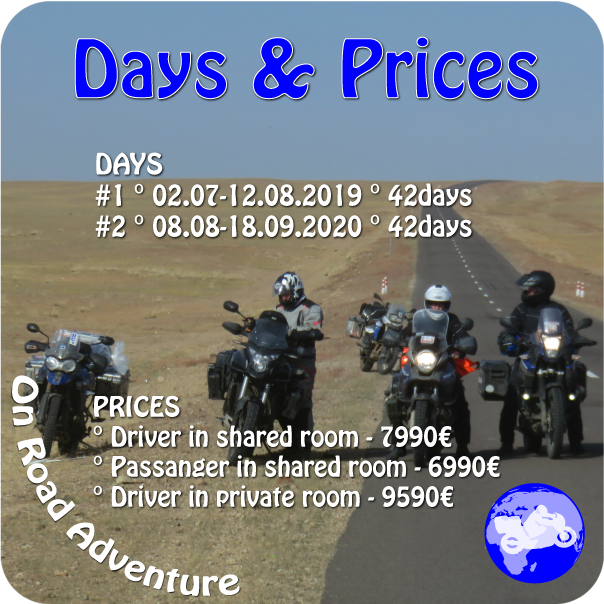 Days & Prices
DAYS
#1 ° 02.07-12.08.2019 ° 42days
#2 ° 08.08-18.09.2020 ° 42days
PRICES
° Driver in shared room - 7990€
° Passanger in shared room - 6990€
° Driver in private room - 9590€
On Road Adventure